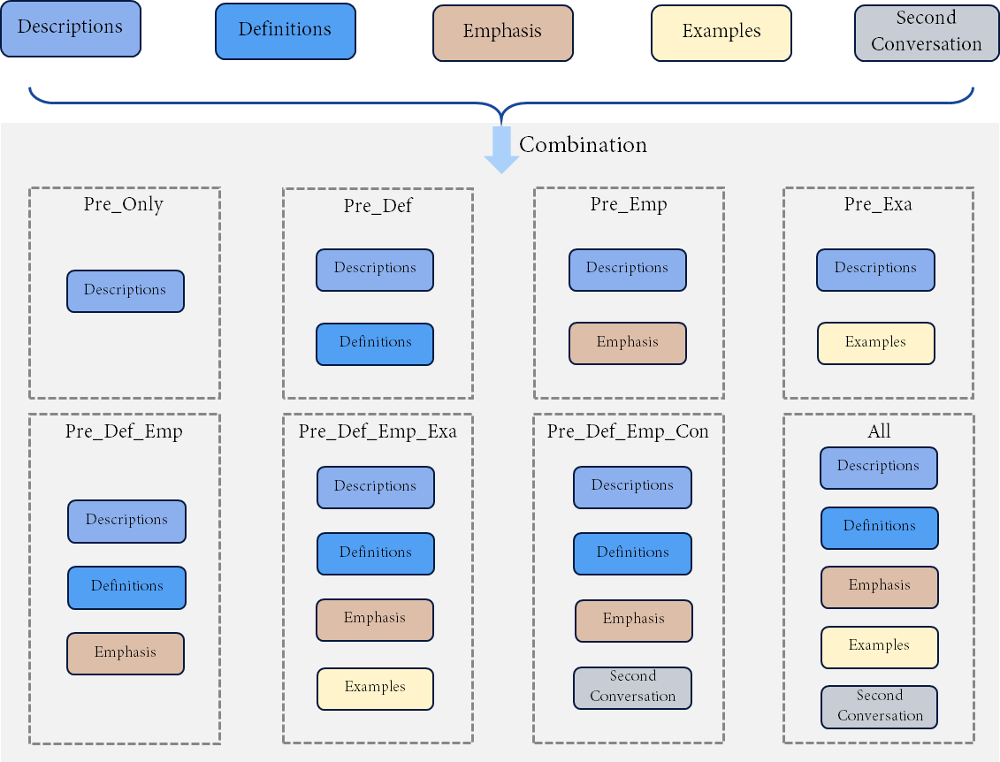 Descriptions
Definitions
Emphasis
Examples
Second
Conversation
Combination
Pre_Only
Descriptions
Pre_Def
Descriptions
Definitions
Pre_Emp
Descriptions
Emphasis
Pre_Exa
Descriptions
Examples
Pre_Def_Emp
Descriptions
Definitions
Emphasis
Pre_Def_Emp_Exa
Descriptions
Definitions
Emphasis
Examples
Pre_Def_Emp_Con
Descriptions
Definitions
Emphasis
Second
Conversation
All
Descriptions
Definitions
Emphasis
Examples
Second
Conversation